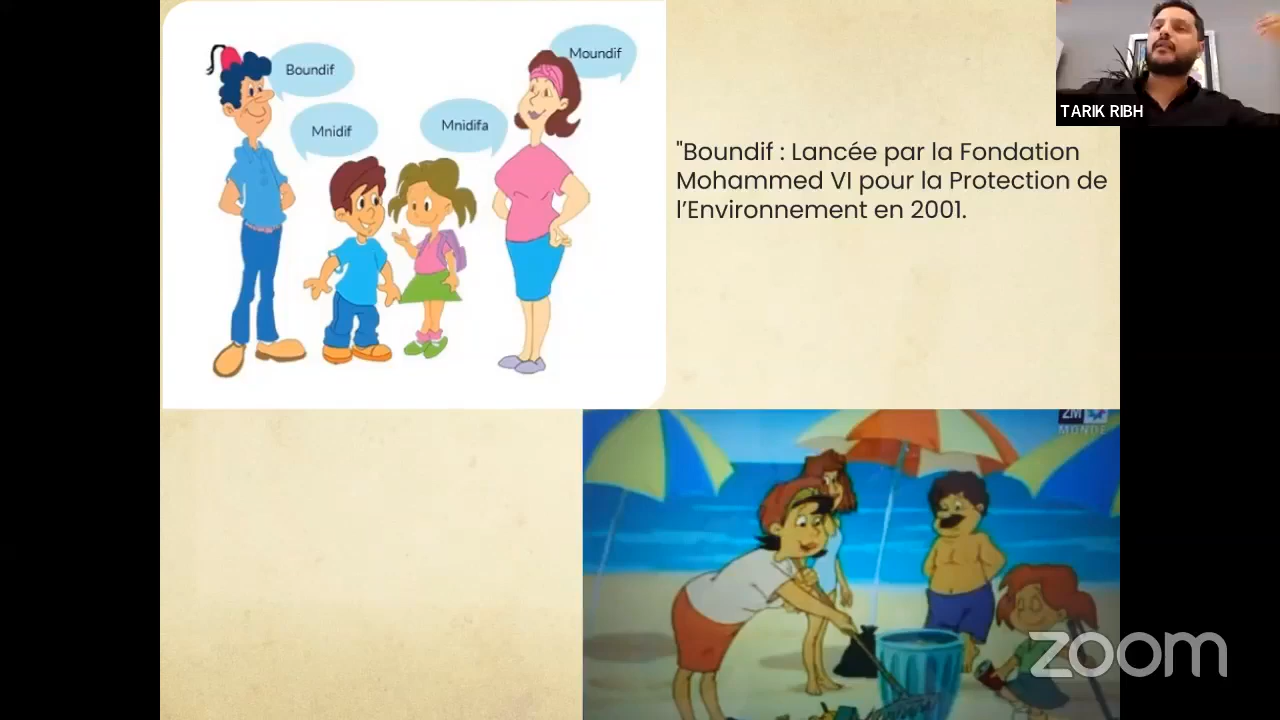 Boundif
Mnidif
Mnidifa
Moundif
TARIK RIBH
"Boundif : Lancée par la Fondation
Mohammed VI pour la Protection de
l’Environnement en 2001.
2M
MONDE
zoom